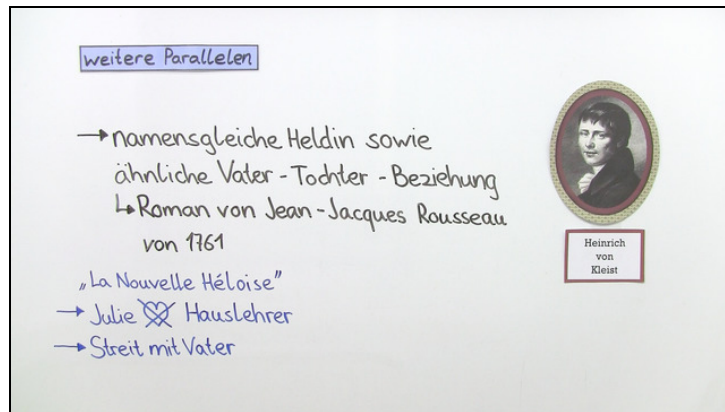 weitere Parallelen
→ namensgleiche Heldin sowie
ähnliche Vater-Tochter-Beziehung
↳ Roman von Jean-Jacques Rousseau
von 1761
„La Nouvelle Héloise"
→ Julie Hauslehrer
→ Streit mit Vater
Heinrich
von
Kleist